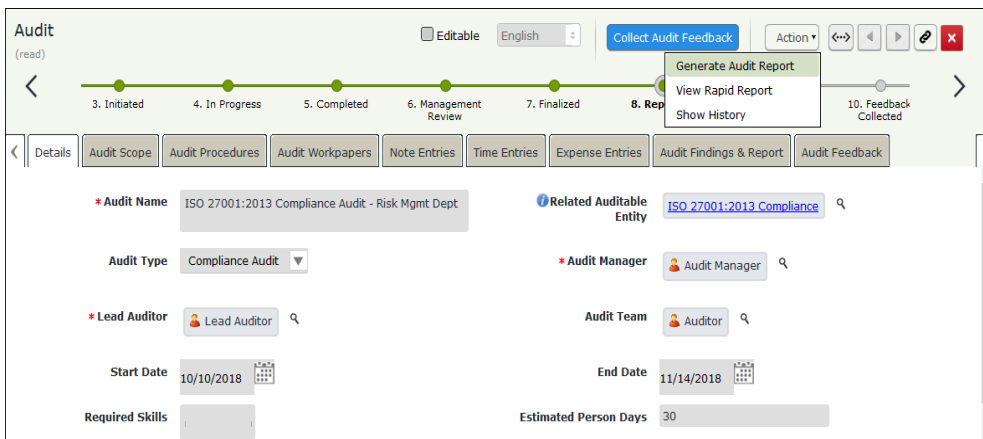 Audit
(read)
Editable
English
Collect Audit Feedback
Action
Generate Audit Report
View Rapid Report
Show History
3. Initiated
4. In Progress
5. Completed
6. Management
Review
7. Finalized
8. Rep
10. Feedback
Collected
Details
Audit Scope
Audit Procedures
Audit Workpapers
Note Entries
Time Entries
Expense Entries
Audit Findings & Report
Audit Feedback
* Audit Name
ISO 27001:2013 Compliance Audit - Risk Mgmt Dept
Related Auditable
Entity
ISO 27001:2013 Compliance
Audit Type
Compliance Audit
* Audit Manager
Audit Manager
* Lead Auditor
Lead Auditor
Audit Team
Auditor
Start Date
10/10/2018
End Date
11/14/2018
Required Skills
Estimated Person Days
30